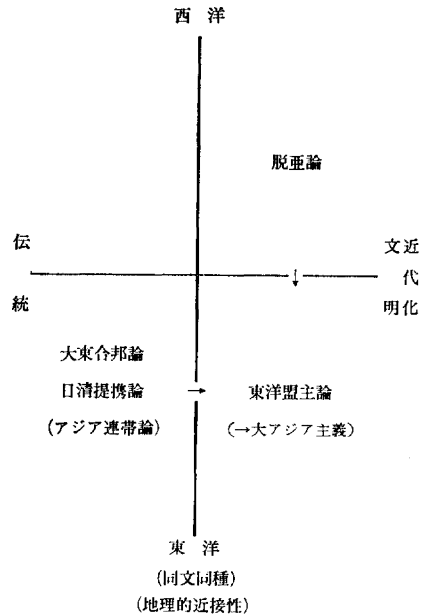 西洋
脱亜論
伝統
文明
近代化
大東合邦論
日清提携論
(アジア連帯論)
→
東洋盟主論
(→大アジア主義)
東洋
(同文同種)
(地理的近接性)